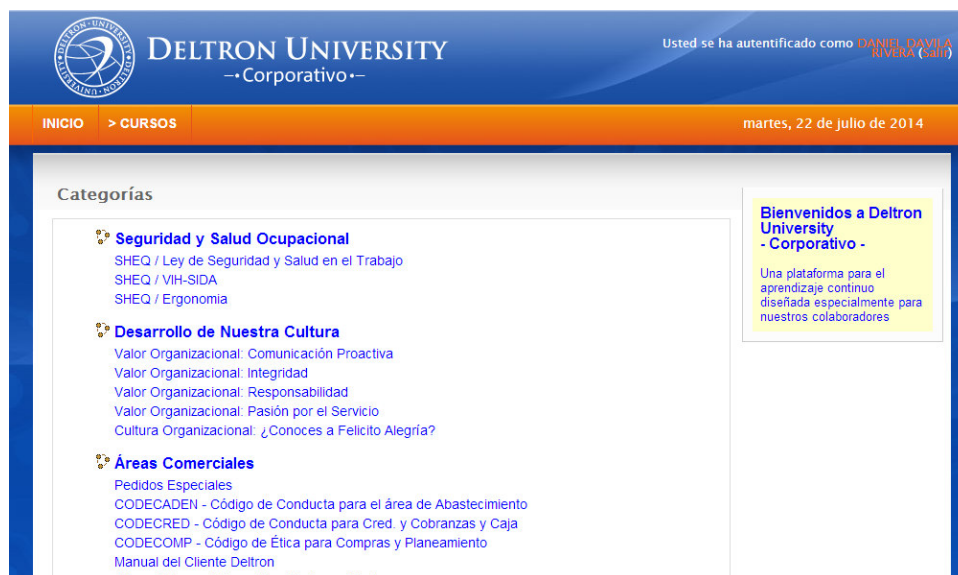 DELTRON UNIVERSITY
Corporativo
DELTRON · UNIVERSITY
Usted se ha autentificado como DANIEL DAVILA
RIVERA (Salir)
INICIO > CURSOS
martes, 22 de julio de 2014
Categorías
Seguridad y Salud Ocupacional
SHEQ / Ley de Seguridad y Salud en el Trabajo
SHEQ / VIH-SIDA
SHEQ / Ergonomia
Desarrollo de Nuestra Cultura
Valor Organizacional: Comunicación Proactiva
Valor Organizacional: Integridad
Valor Organizacional: Responsabilidad
Valor Organizacional: Pasión por el Servicio
Cultura Organizacional: ¿Conoces a Felicito Alegría?
Áreas Comerciales
Pedidos Especiales
CODECADEN - Código de Conducta para el área de Abastecimiento
CODECRED - Código de Conducta para Cred. y Cobranzas y Caja
CODECOMP - Código de Ética para Compras y Planeamiento
Manual del Cliente Deltron
Bienvenidos a Deltron
University
- Corporativo -
Una plataforma para el
aprendizaje continuo
diseñada especialmente para
nuestros colaboradores